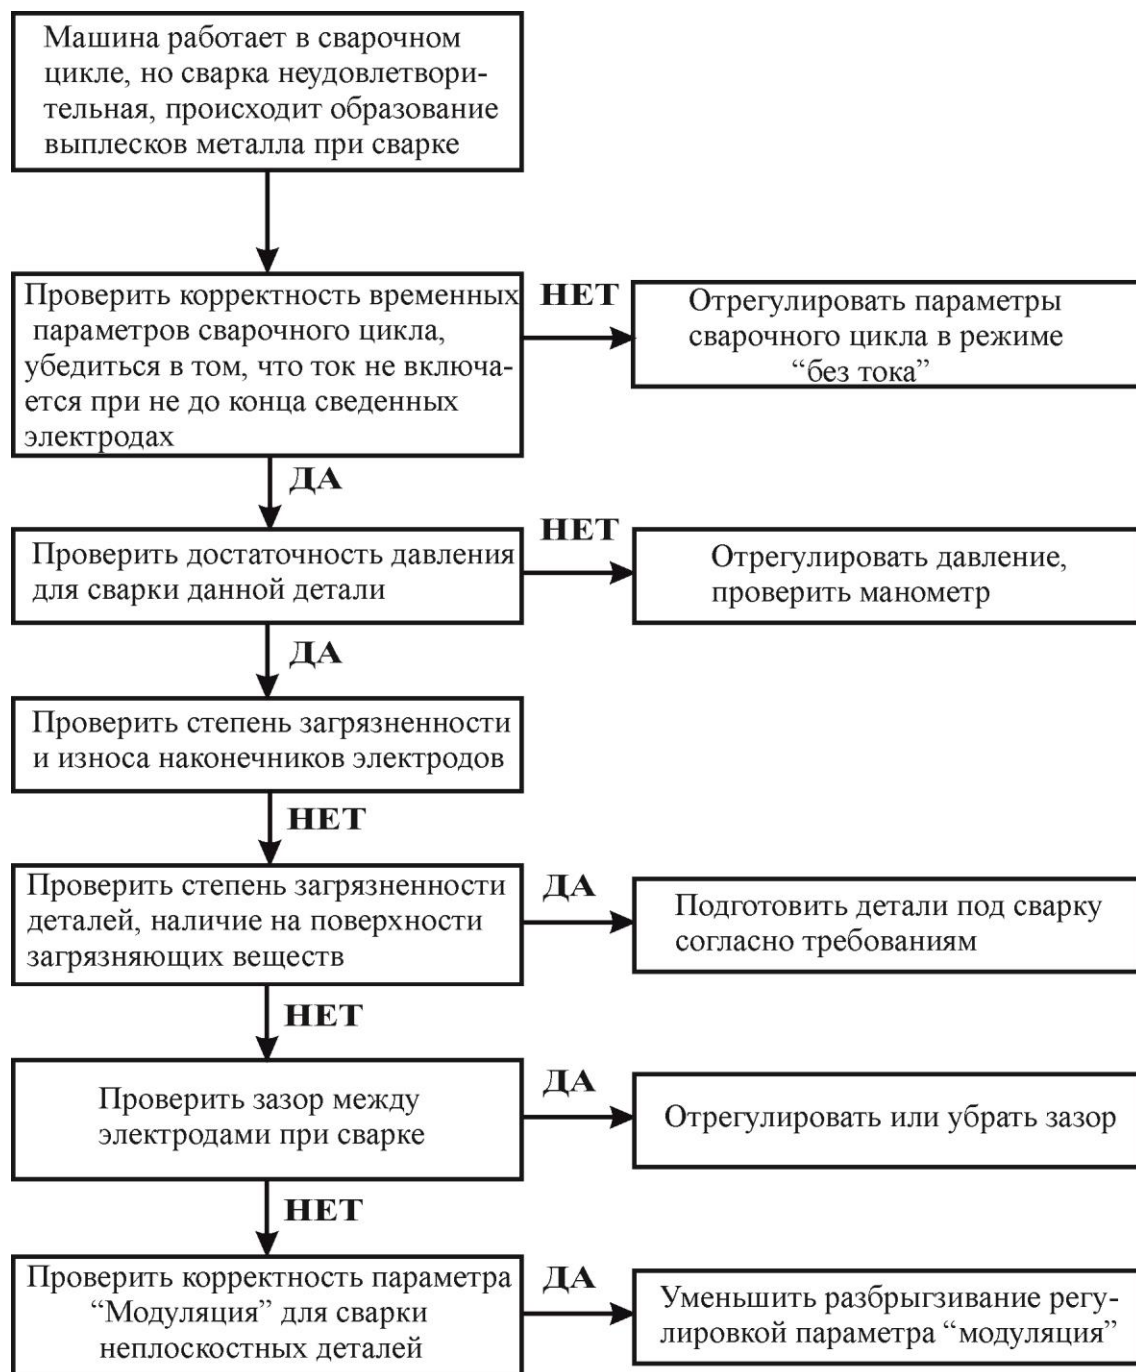 Машина работает в сварочном
цикле, но сварка неудовлетвори-
тельная, происходит образование
выплесков металла при сварке
Проверить корректность временных
параметров сварочного цикла,
убедиться в том, что ток не включа-
ется при не до конца сведенных
электродах
НЕТ
Отрегулировать параметры
сварочного цикла в режиме
“без тока”
ДА
Проверить достаточность давления
для сварки данной детали
НЕТ
Отрегулировать давление,
проверить манометр
ДА
Проверить степень загрязненности
и износа наконечников электродов
НЕТ
Проверить степень загрязненности
деталей, наличие на поверхности
загрязняющих веществ
ДА
Подготовить детали под сварку
согласно требованиям
НЕТ
Проверить зазор между
электродами при сварке
ДА
Отрегулировать или убрать зазор
НЕТ
Проверить корректность параметра
“Модуляция” для сварки
неплоскостных деталей
ДА
Уменьшить разбрыгзивание регу-
лировкой параметра “модуляция”